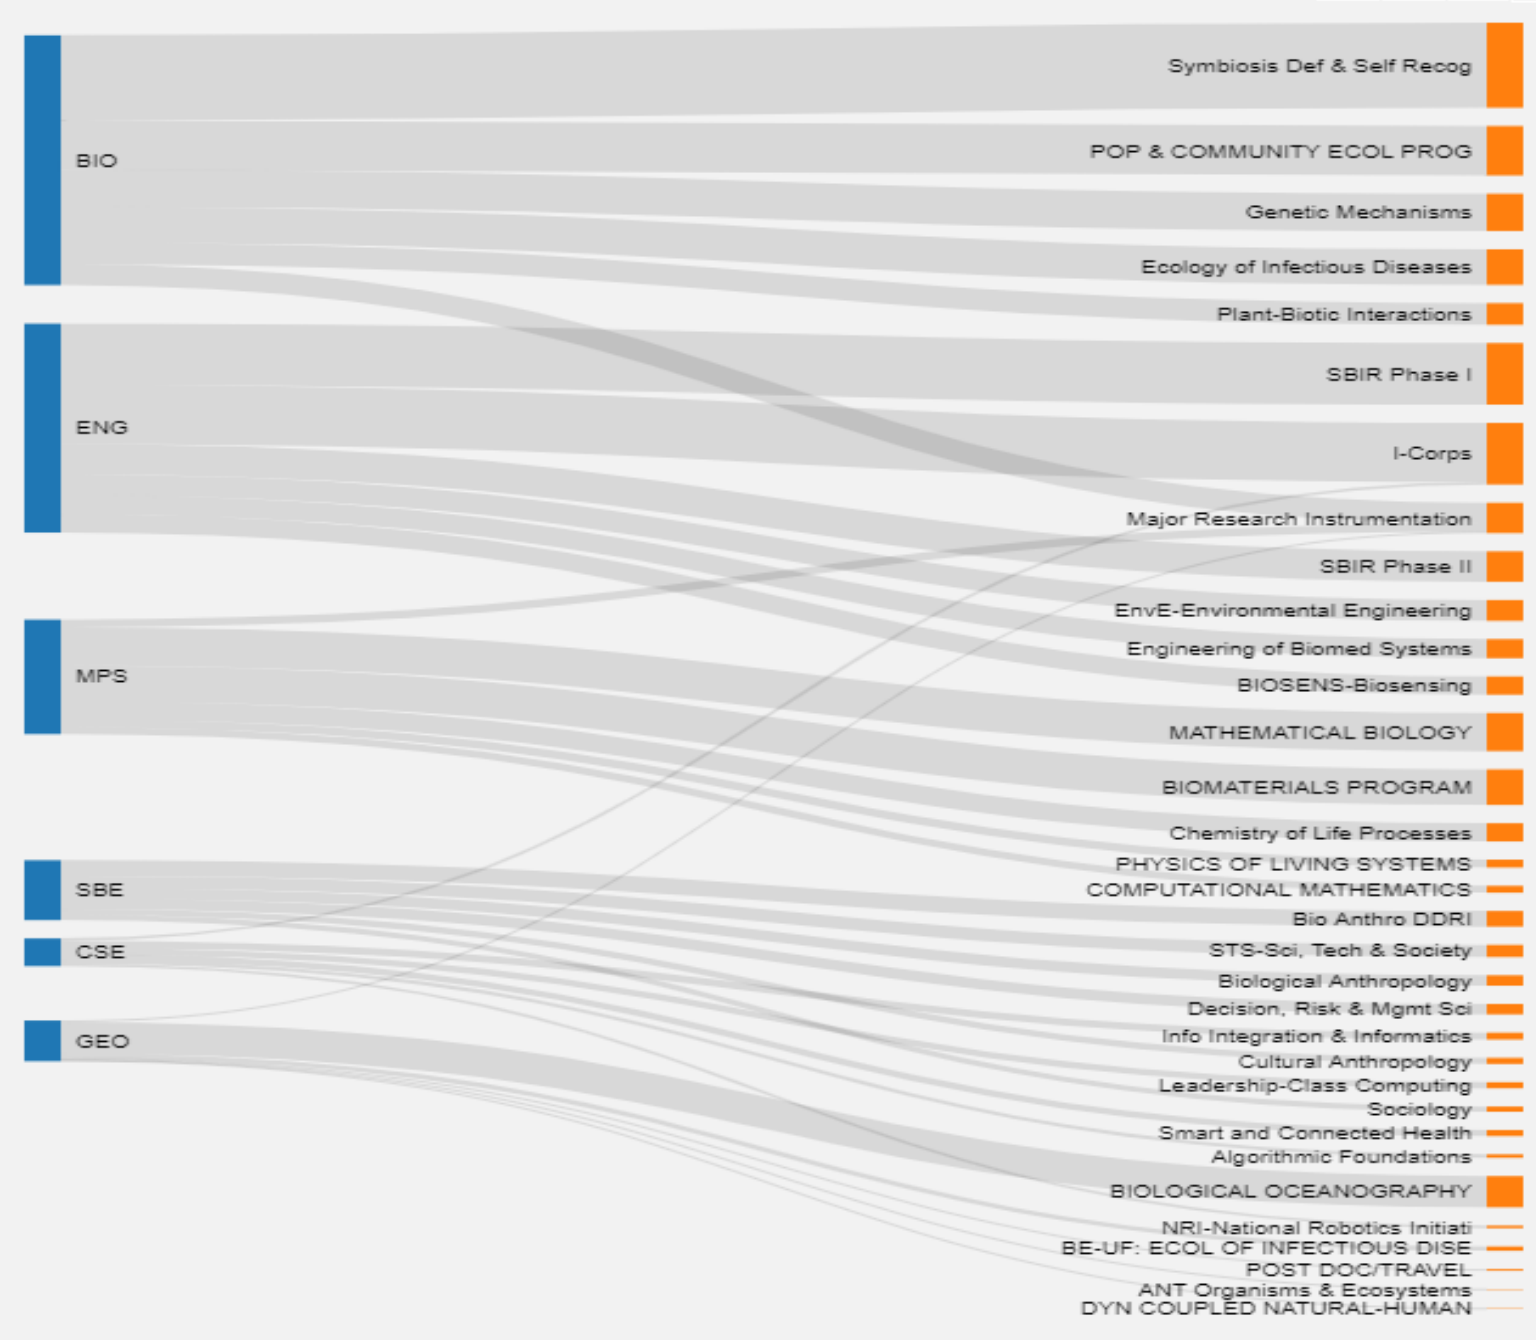 BIO
ENG
MPS
SBE
CSE
GEO
Symbiosis Def & Self Recog
POP & COMMUNITY ECOL PROG
Genetic Mechanisms
Ecology of Infectious Diseases
Plant-Biotic Interactions
SBIR Phase I
I-Corps
Major Research Instrumentation
SBIR Phase II
EnvE-Environmental Engineering
Engineering of Biomed Systems
BIOSENS-Biosensing
MATHEMATICAL BIOLOGY
BIOMATERIALS PROGRAM
Chemistry of Life Processes
PHYSICS OF LIVING SYSTEMS
COMPUTATIONAL MATHEMATICS
Bio Anthro DDRI
STS-Sci, Tech & Society
Biological Anthropology
Decision, Risk & Mgmt Sci
Info Integration & Informatics
Cultural Anthropology
Leadership-Class Computing
Sociology
Smart and Connected Health
Algorithmic Foundations
BIOLOGICAL OCEANOGRAPHY
NRI-National Robotics Initiati
BE-UF: ECOL OF INFECTIOUS DISE
POST DOC/TRAVEL
ANT Organisms & Ecosystems
DYN COUPLED NATURAL-HUMAN